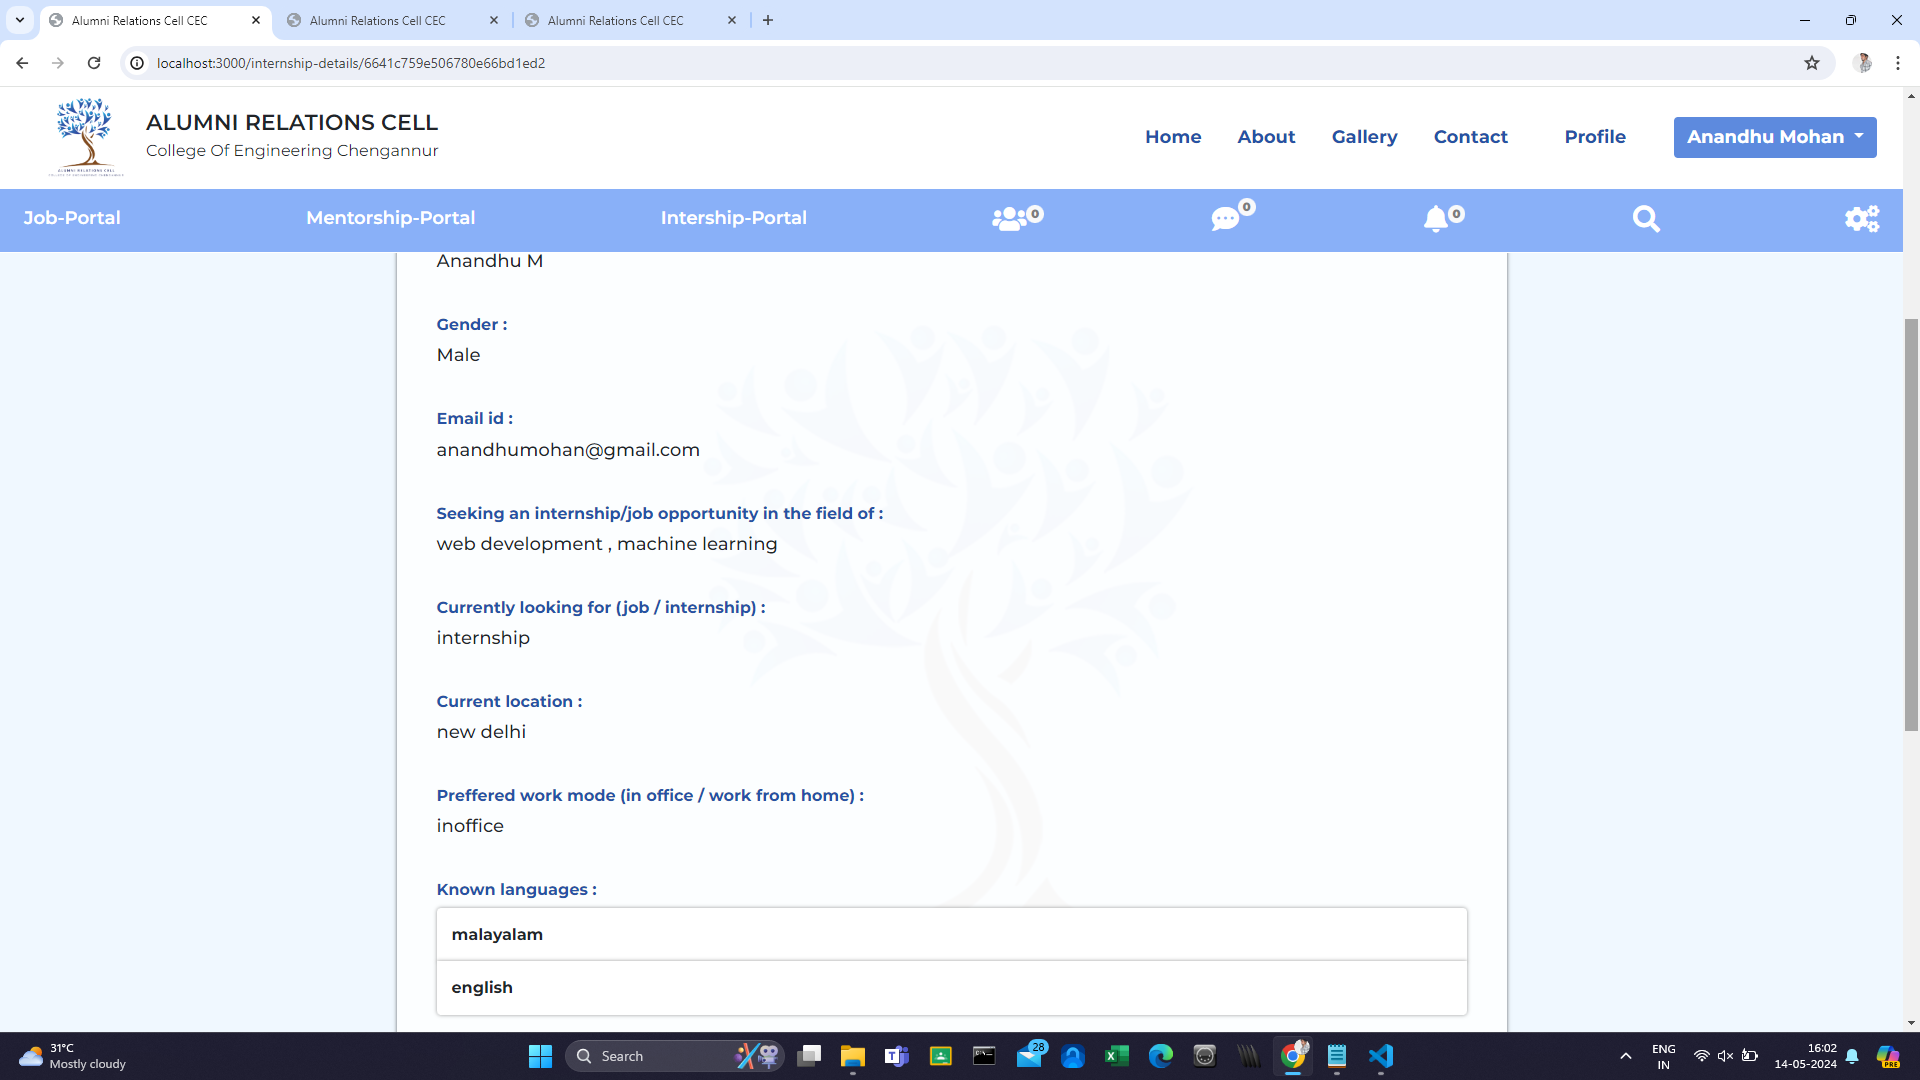 Alumni Relations Cell CEC
Alumni Relations Cell CEC
Alumni Relations Cell CEC
localhost:3000/internship-details/6641c759e506780e66bd1ed2
ALUMNI RELATIONS CELL
College Of Engineering Chengannur
Home
About
Gallery
Contact
Profile
Anandhu Mohan
Job-Portal
Mentorship-Portal
Intership-Portal
0
0
0
Anandhu M
Gender :
Male
Email id :
anandhumohan@gmail.com
Seeking an internship/job opportunity in the field of :
web development , machine learning
Currently looking for (job / internship) :
internship
Current location :
new delhi
Preffered work mode (in office / work from home) :
inoffice
Known languages :
malayalam
english
31°C
Mostly cloudy
Search
28
ENG
IN
16:02
14-05-2024
PRE